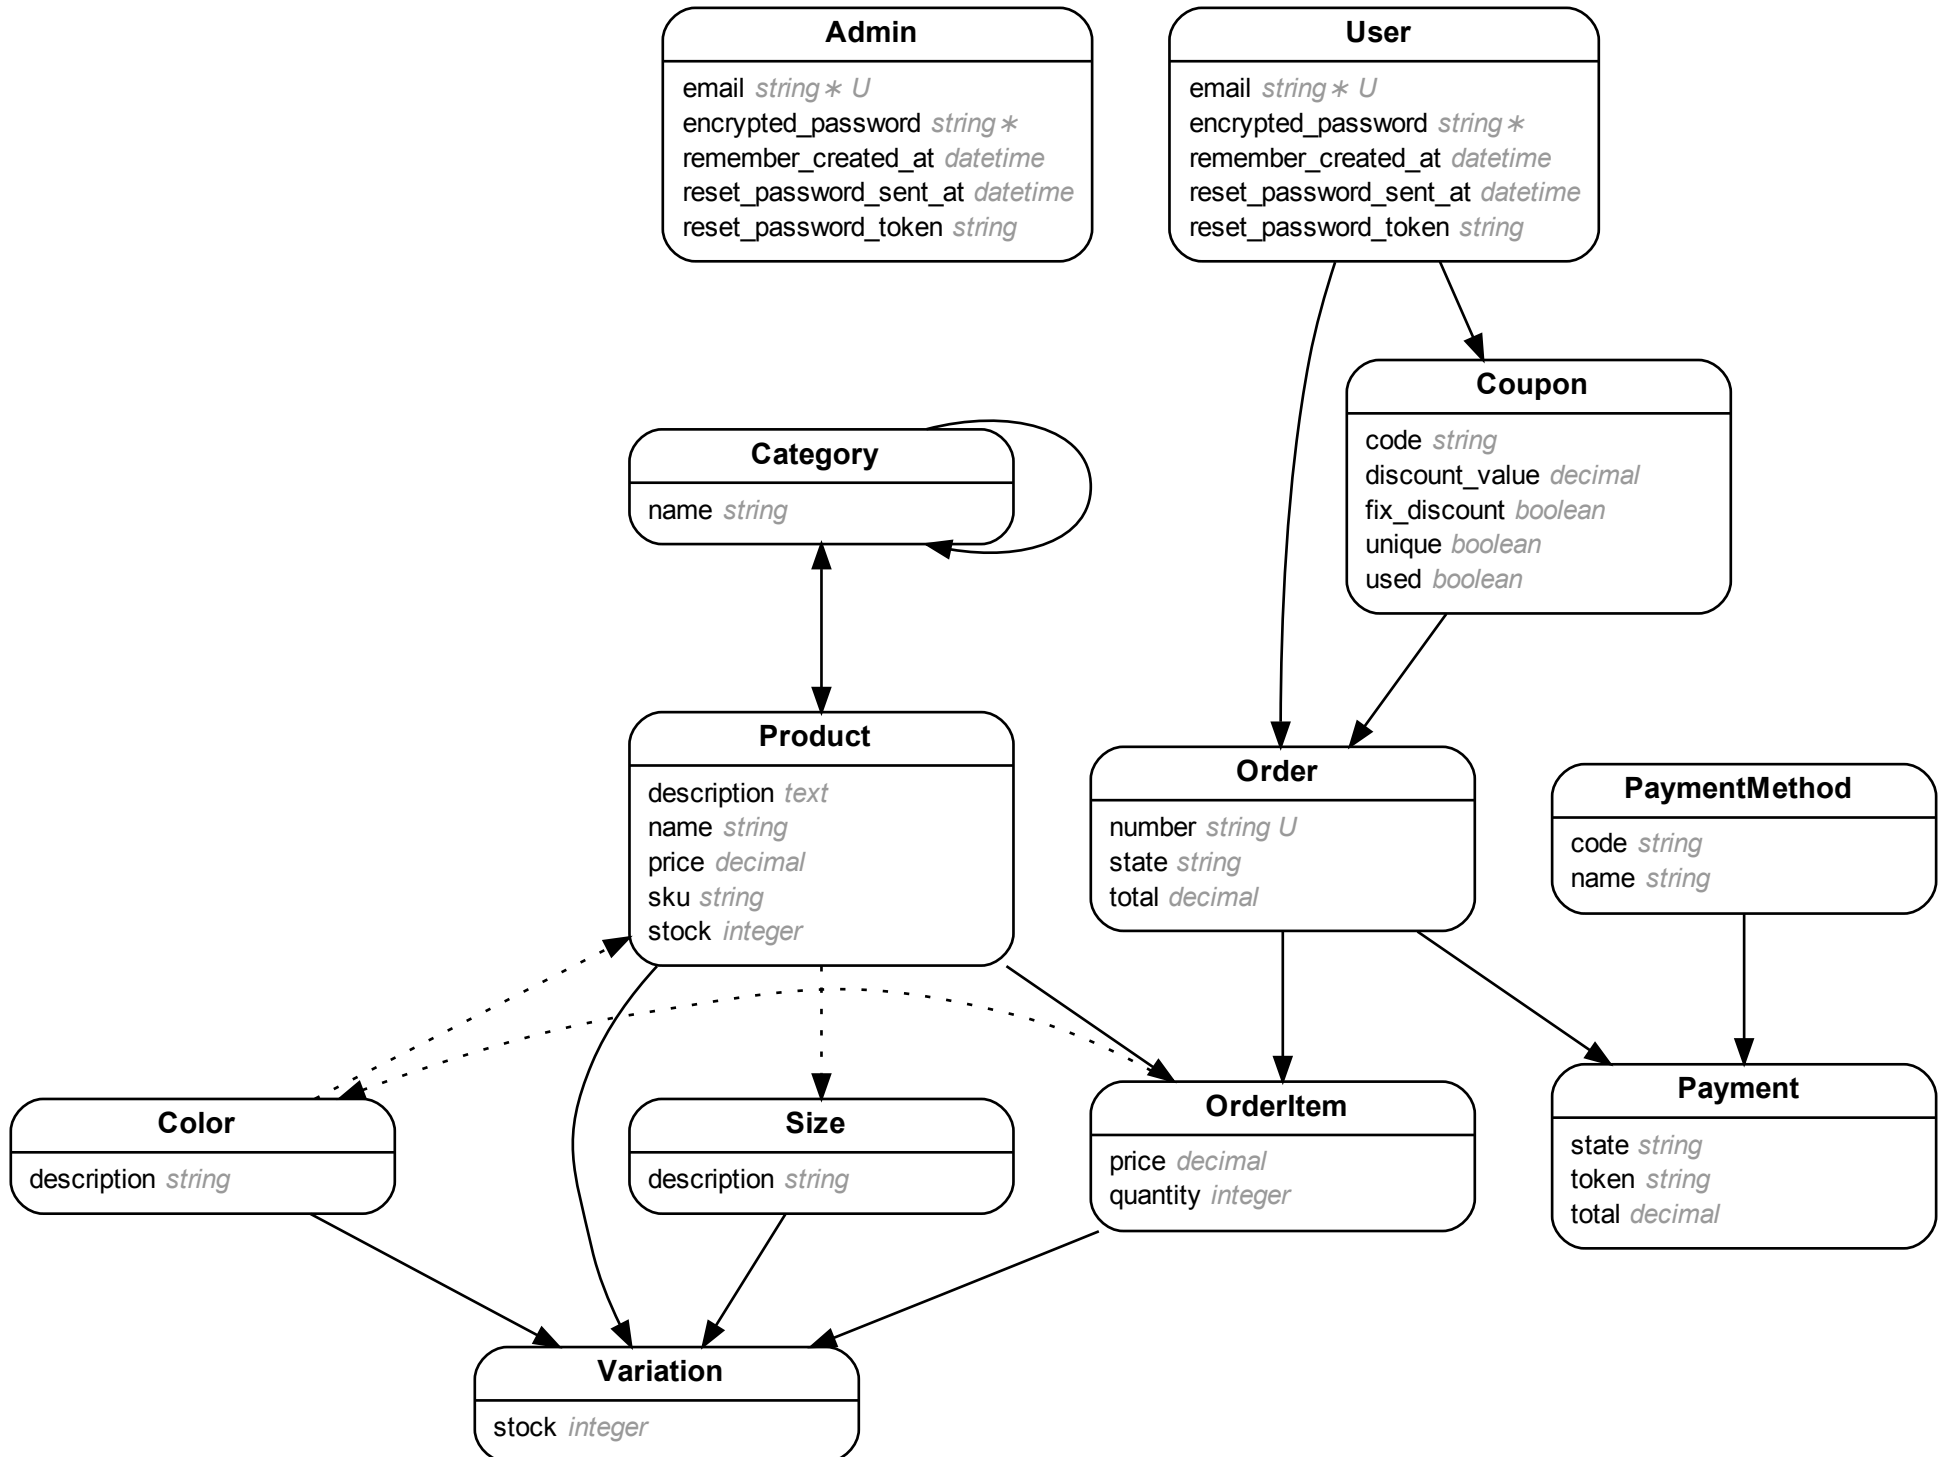 Admin
email string∗ U
encrypted_password string∗
remember_created_at datetime
reset_password_sent_at datetime
reset_password_token string
User
email string∗ U
encrypted_password string∗
remember_created_at datetime
reset_password_sent_at datetime
reset_password_token string
Coupon
code string
discount_value decimal
fix_discount boolean
unique boolean
used boolean
Category
name string
Product
description text
name string
price decimal
sku string
stock integer
Order
number string U
state string
total decimal
PaymentMethod
code string
name string
Color
description string
Size
description string
OrderItem
price decimal
quantity integer
Payment
state string
token string
total decimal
Variation
stock integer